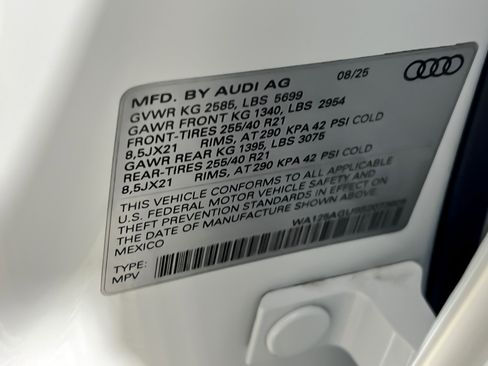 MFD. BY AUDI AG 08/25
GVWR KG 2585, LBS 5699
GAWR FRONT KG 1340, LBS 2954
FRONT-TIRES 255/40 R21
8,5JX21 RIMS, AT 290 KPA 42 PSI COLD
GAWR REAR KG 1395, LBS 3075
REAR-TIRES 255/40 R21
8,5JX21 RIMS, AT 290 KPA 42 PSI COLD
THIS VEHICLE CONFORMS TO ALL APPLICABLE
U.S. FEDERAL MOTOR VEHICLE SAFETY AND
THEFT PREVENTION STANDARDS IN EFFECT ON
THE DATE OF MANUFACTURE SHOWN ABOVE
MEXICO
TYPE:
MPV